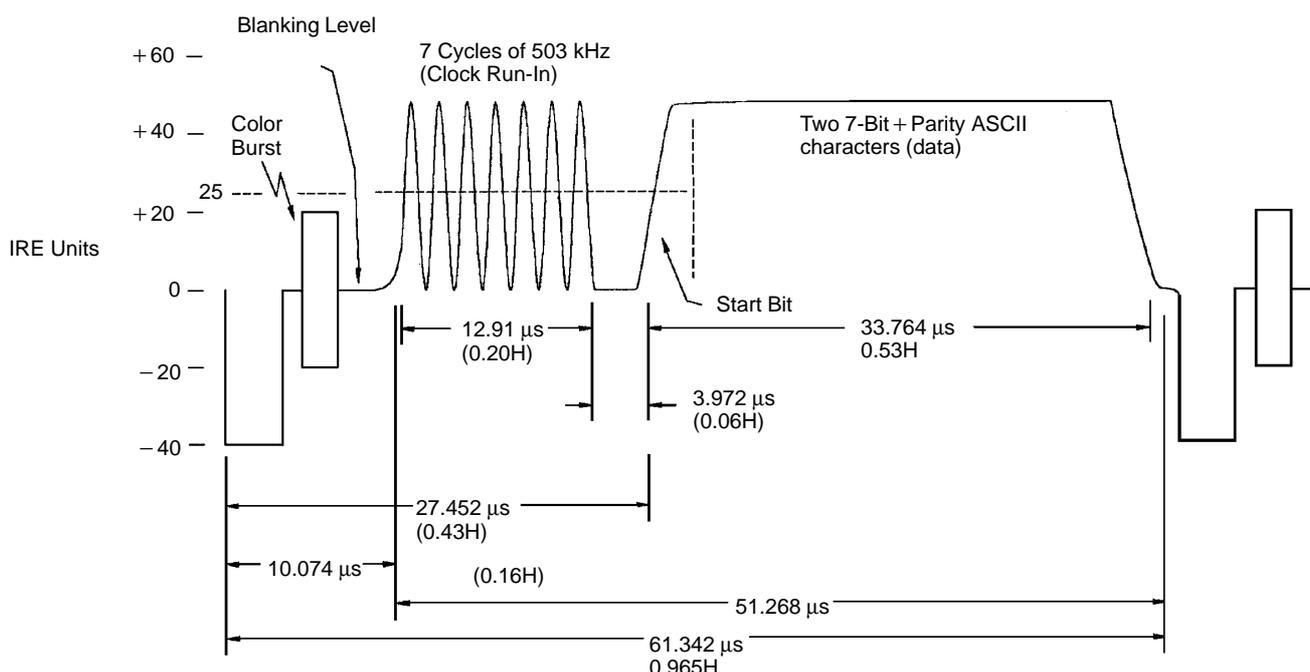 Blanking Level
+60
7 Cycles of 503 kHz
(Clock Run-In)
+40
Color
Burst
Two 7-Bit + Parity ASCII
characters (data)
25
+20
IRE Units
0
Start Bit
12.91 µs
(0.20H)
33.764 µs
0.53H
−20
3.972 µs
(0.06H)
−40
27.452 µs
(0.43H)
10.074 µs
(0.16H)
51.268 µs
61.342 µs
0.965H